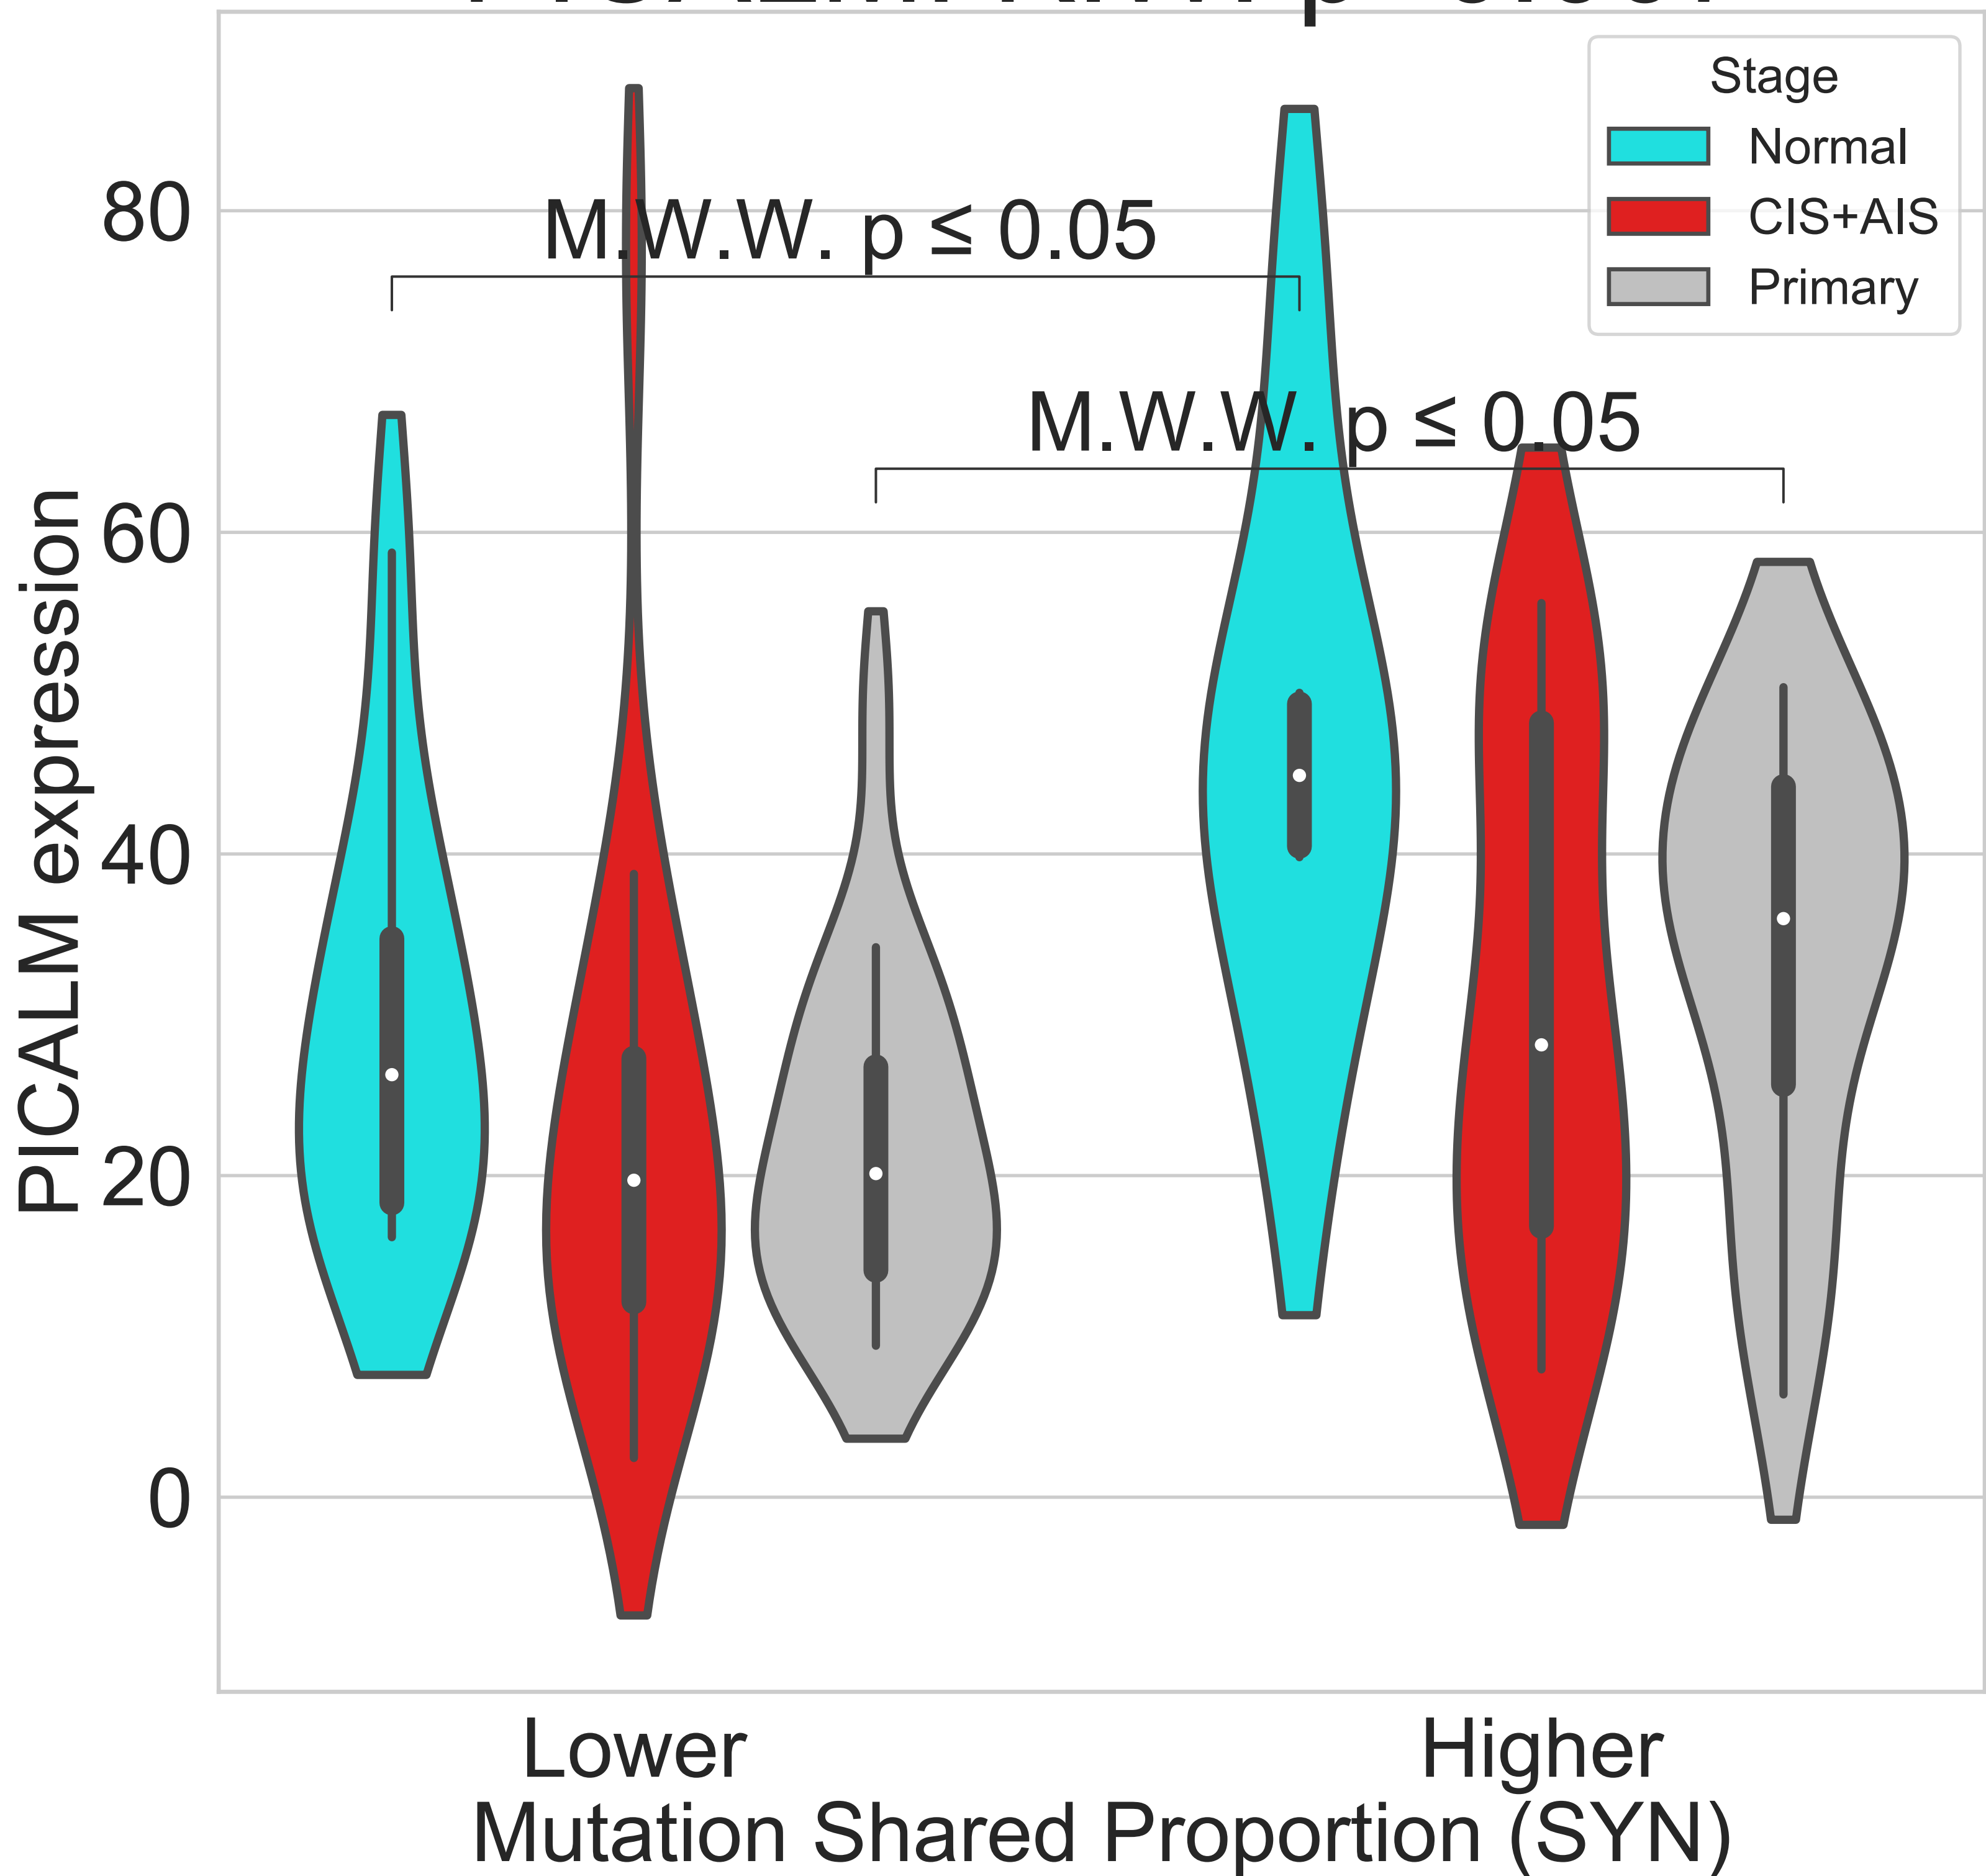 Stage
Normal
CIS+AIS
Primary
M.W.W. p ≤ 0.05
M.W.W. p ≤ 0.05
80
60
40
20
0
PICALM expression
Lower
Higher
Mutation Shared Proportion (SYN)